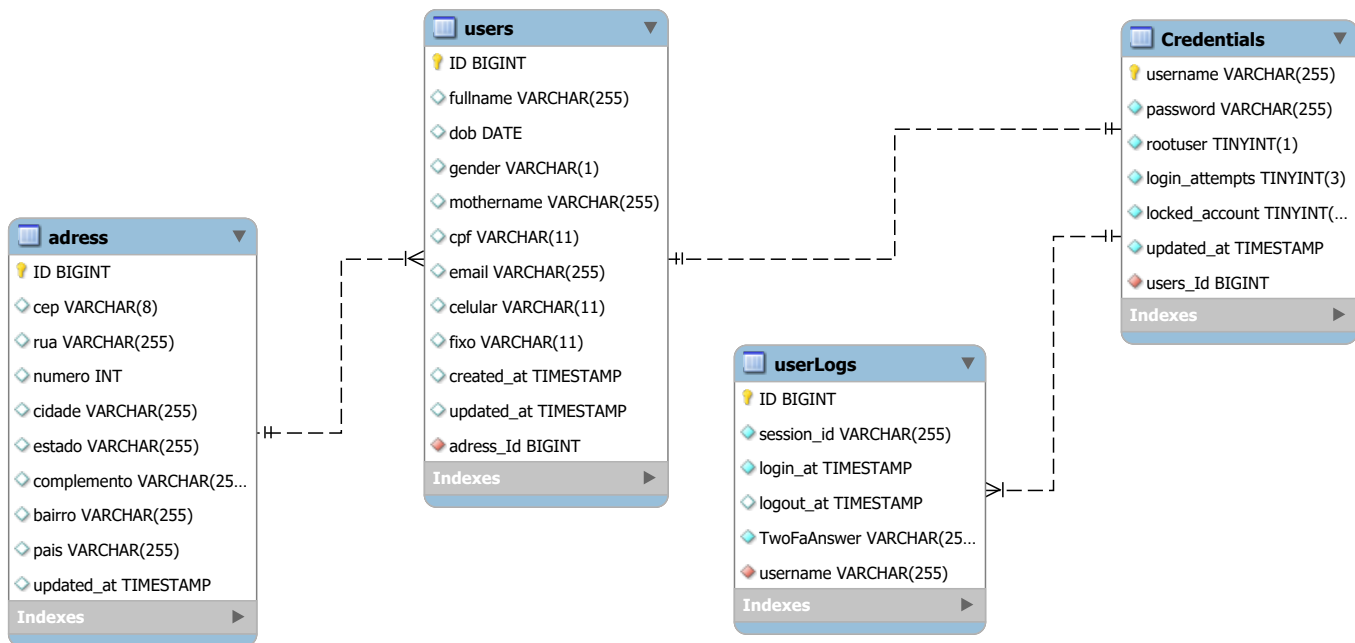 users
ID BIGINT
fullname VARCHAR(255)
dob DATE
gender VARCHAR(1)
mothername VARCHAR(255)
cpf VARCHAR(11)
email VARCHAR(255)
celular VARCHAR(11)
fixo VARCHAR(11)
created_at TIMESTAMP
updated_at TIMESTAMP
adress_Id BIGINT
Indexes
Credentials
username VARCHAR(255)
password VARCHAR(255)
rootuser TINYINT(1)
login_attempts TINYINT(3)
locked_account TINYINT(...
updated_at TIMESTAMP
users_Id BIGINT
Indexes
adress
ID BIGINT
cep VARCHAR(8)
rua VARCHAR(255)
numero INT
cidade VARCHAR(255)
estado VARCHAR(255)
complemento VARCHAR(25...
bairro VARCHAR(255)
pais VARCHAR(255)
updated_at TIMESTAMP
Indexes
userLogs
ID BIGINT
session_id VARCHAR(255)
login_at TIMESTAMP
logout_at TIMESTAMP
TwoFaAnswer VARCHAR(25...
username VARCHAR(255)
Indexes